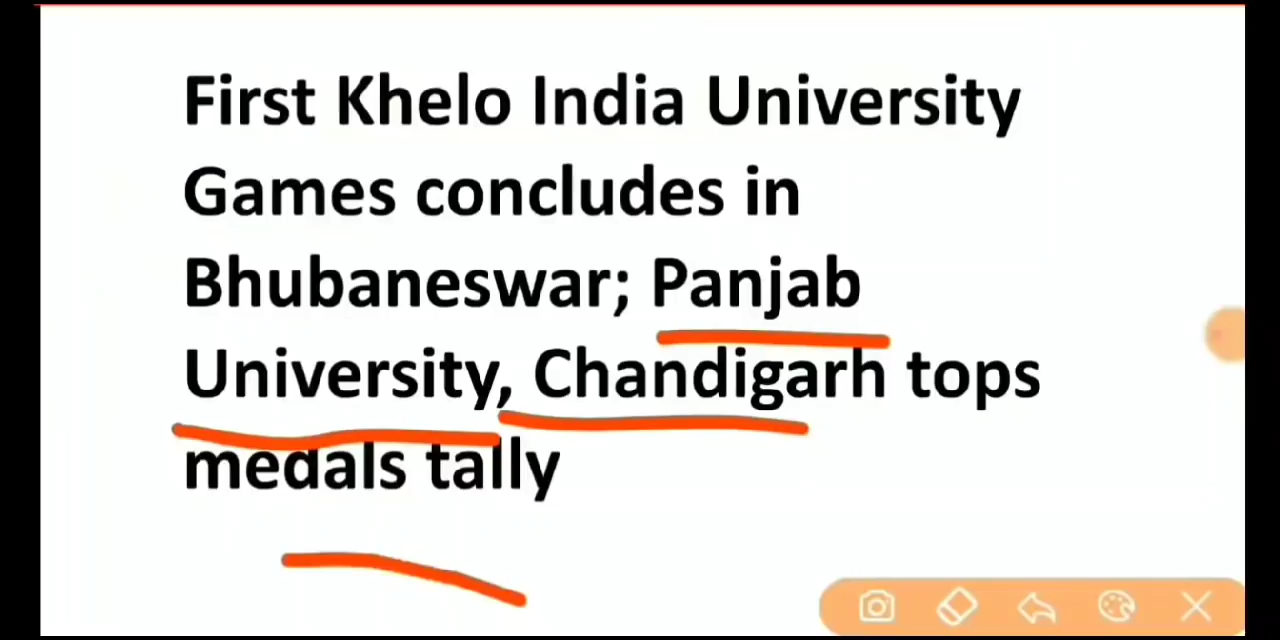 First Khelo India University
Games concludes in
Bhubaneswar; Panjab
University, Chandigarh tops
medals tally